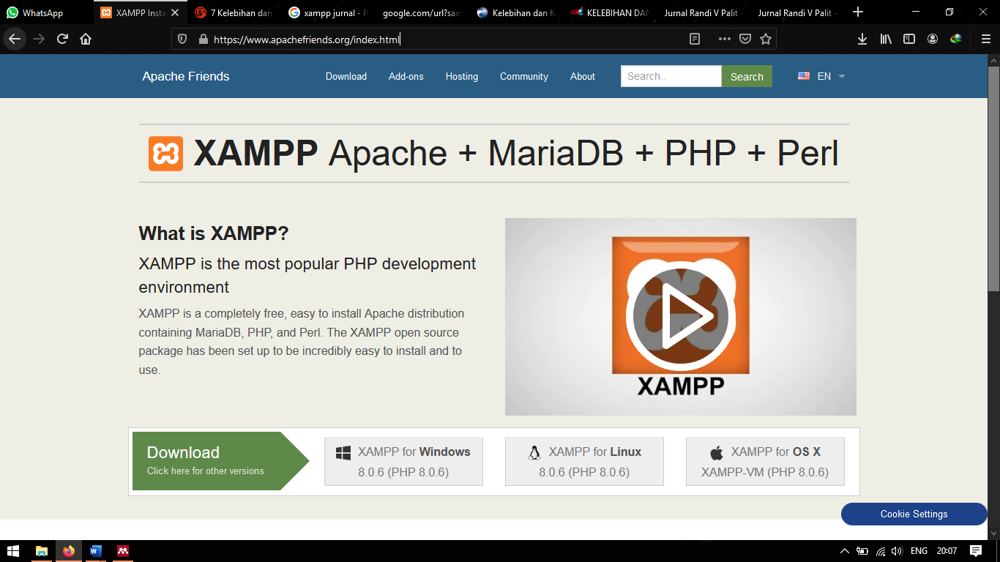 WhatsApp
XAMPP Insta
7 Kelebihan dan
xampp jurnal - P
google.com/url?sa=
Kelebihan dan K
KELEBIHAN DAN
Jurnal Randi V Palit -
Jurnal Randi V Palit -
https://www.apachefriends.org/index.html
Apache Friends
Download
Add-ons
Hosting
Community
About
Search..
Search
EN
XAMPP Apache + MariaDB + PHP + Perl
What is XAMPP?
XAMPP is the most popular PHP development
environment
XAMPP is a completely free, easy to install Apache distribution
containing MariaDB, PHP, and Perl. The XAMPP open source
package has been set up to be incredibly easy to install and to
use.
XAMPP
Download
Click here for other versions
XAMPP for Windows
8.0.6 (PHP 8.0.6)
XAMPP for Linux
8.0.6 (PHP 8.0.6)
XAMPP for OS X
XAMPP-VM (PHP 8.0.6)
Cookie Settings
ENG
20:07